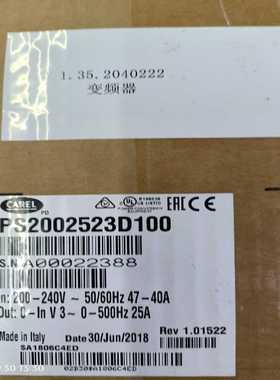 1.35.2040222
变频器
CAREL
PS2002523D100
S.N. A00022388
In: 200-240V ~ 50/60Hz 47-40A
Out: 0-In V 3~ 0-500Hz 25A
Made in Italy Date 30/Jun/2018 Rev 1.01522
SA1806C4ED